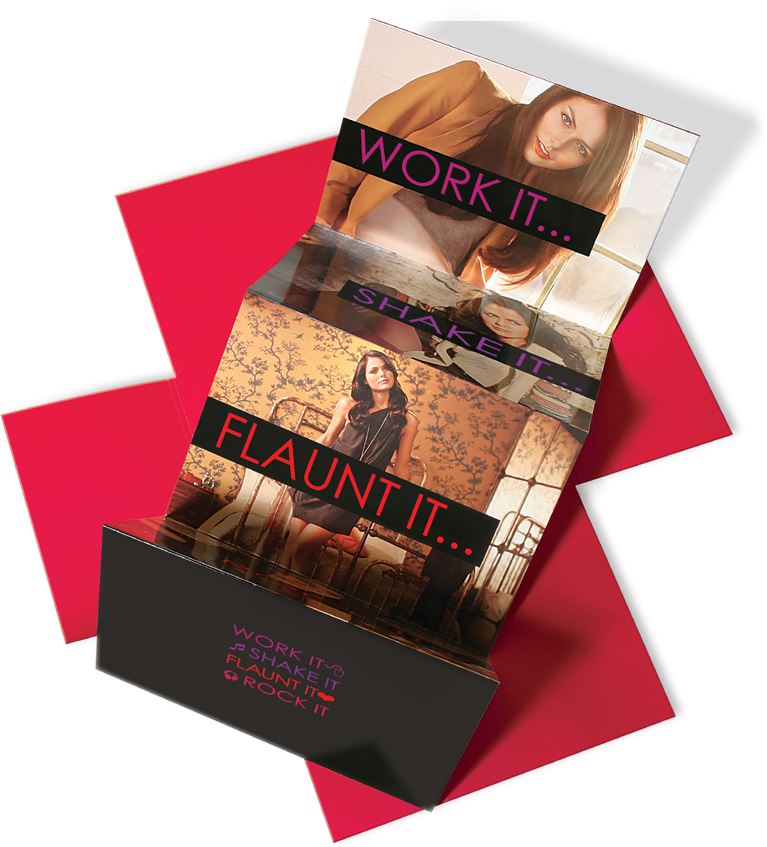 WORK IT...
SHAKE IT...
FLAUNT IT...
WORK IT
SHAKE IT
FLAUNT IT
ROCK IT